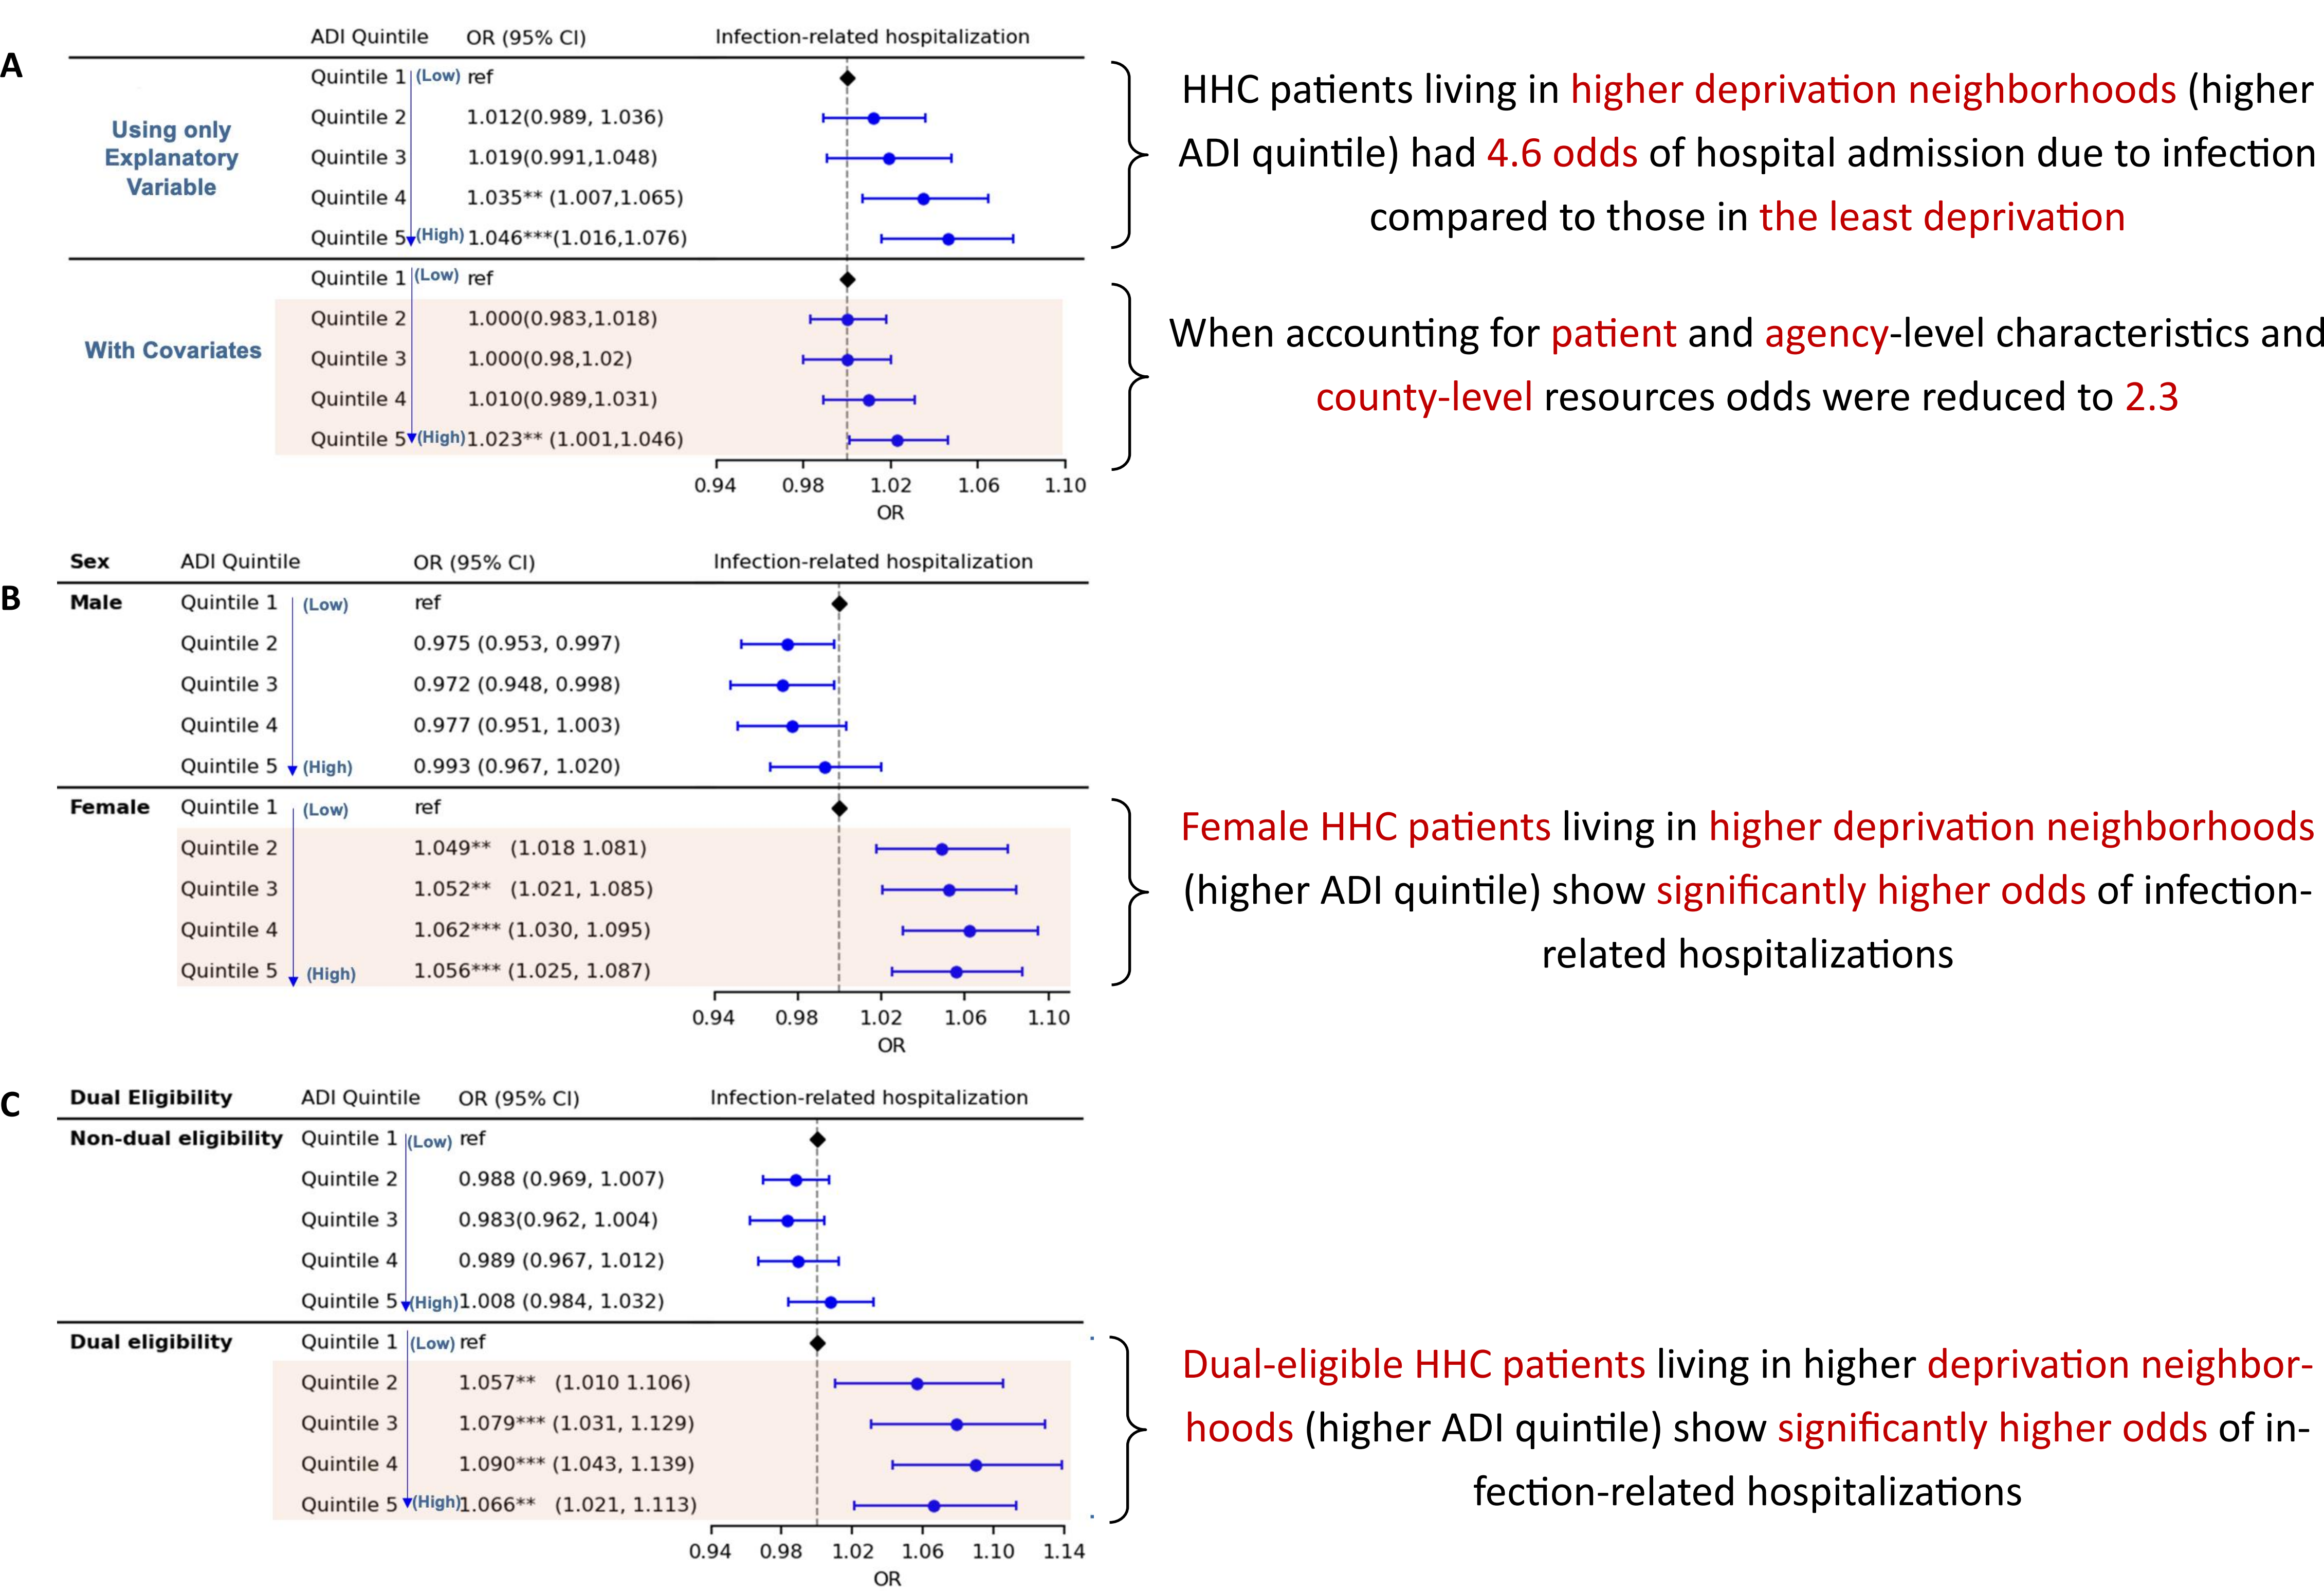 A
ADI Quintile OR (95% CI) Infection-related hospitalization
Using only
Explanatory
Variable
Quintile 1 (Low) ref
Quintile 2 1.012(0.989, 1.036)
Quintile 3 1.019(0.991,1.048)
Quintile 4 1.035** (1.007,1.065)
Quintile 5 (High) 1.046***(1.016,1.076)
HHC patients living in higher deprivation neighborhoods (higher
ADI quintile) had 4.6 odds of hospital admission due to infection
compared to those in the least deprivation
With Covariates
Quintile 1 (Low) ref
Quintile 2 1.000(0.983,1.018)
Quintile 3 1.000(0.98,1.02)
Quintile 4 1.010(0.989,1.031)
Quintile 5 (High) 1.023** (1.001,1.046)
0.94 0.98 1.02 1.06 1.10
OR
When accounting for patient and agency-level characteristics and
county-level resources odds were reduced to 2.3
B
Sex ADI Quintile OR (95% CI) Infection-related hospitalization
Male Quintile 1 (Low) ref
Quintile 2 0.975 (0.953, 0.997)
Quintile 3 0.972 (0.948, 0.998)
Quintile 4 0.977 (0.951, 1.003)
Quintile 5 (High) 0.993 (0.967, 1.020)
Female Quintile 1 (Low) ref
Quintile 2 1.049** (1.018 1.081)
Quintile 3 1.052** (1.021, 1.085)
Quintile 4 1.062*** (1.030, 1.095)
Quintile 5 (High) 1.056*** (1.025, 1.087)
0.94 0.98 1.02 1.06 1.10
OR
Female HHC patients living in higher deprivation neighborhoods
(higher ADI quintile) show significantly higher odds of infection-
related hospitalizations
C
Dual Eligibility ADI Quintile OR (95% CI) Infection-related hospitalization
Non-dual eligibility Quintile 1 (Low) ref
Quintile 2 0.988 (0.969, 1.007)
Quintile 3 0.983(0.962, 1.004)
Quintile 4 0.989 (0.967, 1.012)
Quintile 5 (High) 1.008 (0.984, 1.032)
Dual eligibility Quintile 1 (Low) ref
Quintile 2 1.057** (1.010 1.106)
Quintile 3 1.079*** (1.031, 1.129)
Quintile 4 1.090*** (1.043, 1.139)
Quintile 5 (High) 1.066** (1.021, 1.113)
0.94 0.98 1.02 1.06 1.10 1.14
OR
Dual-eligible HHC patients living in higher deprivation neighbor-
hoods (higher ADI quintile) show significantly higher odds of in-
fection-related hospitalizations